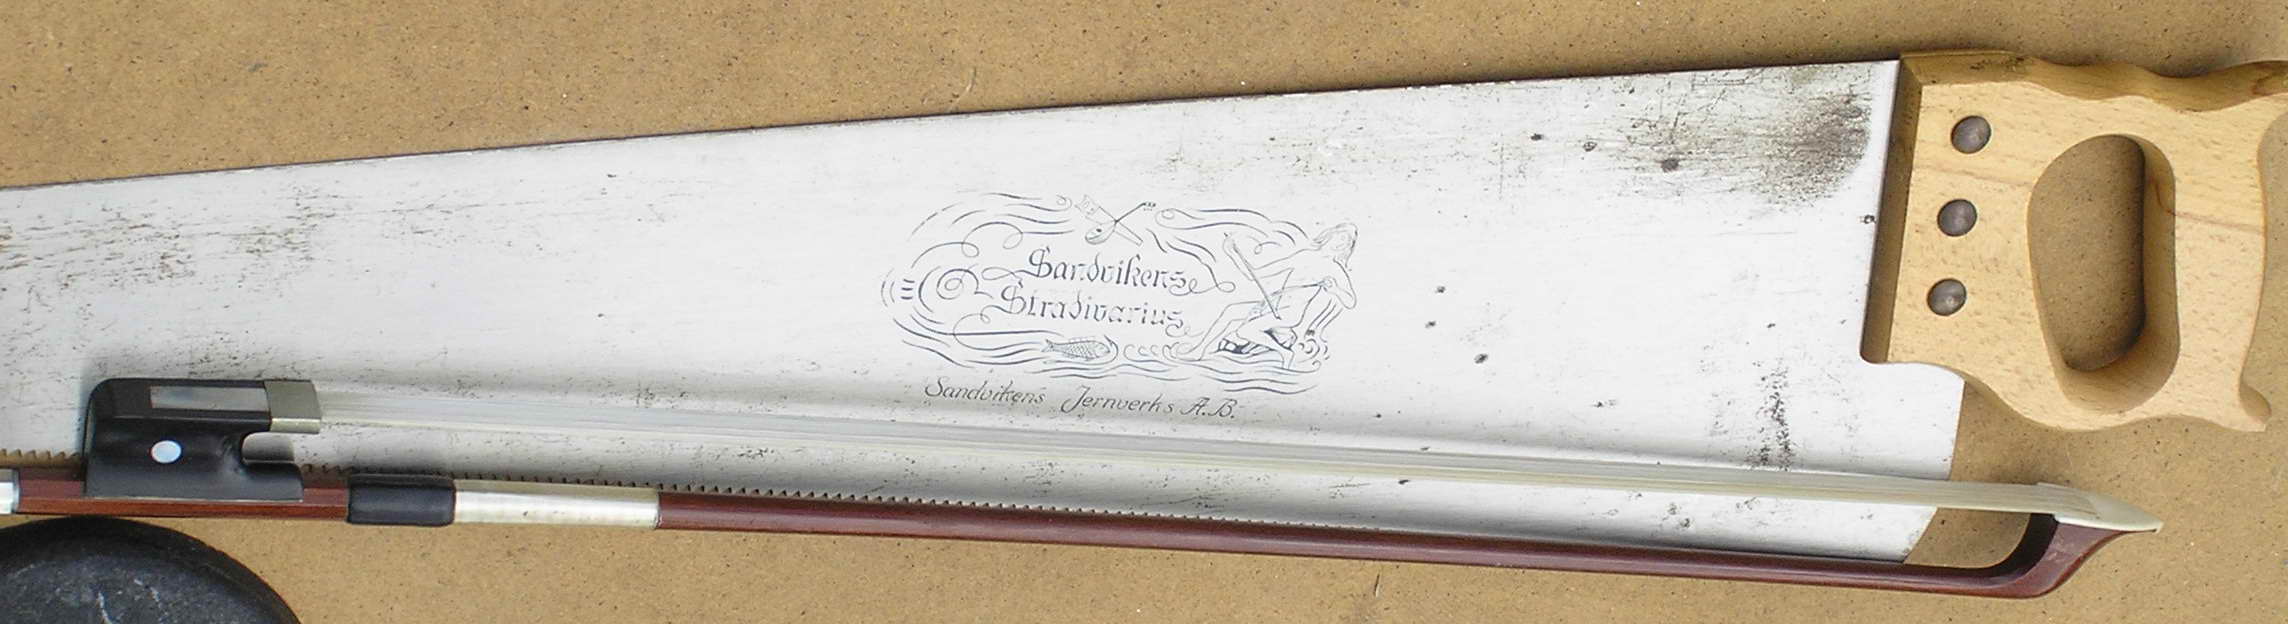 Sandvikens
Stradivarius
Sandvikens Jernverks A.B.